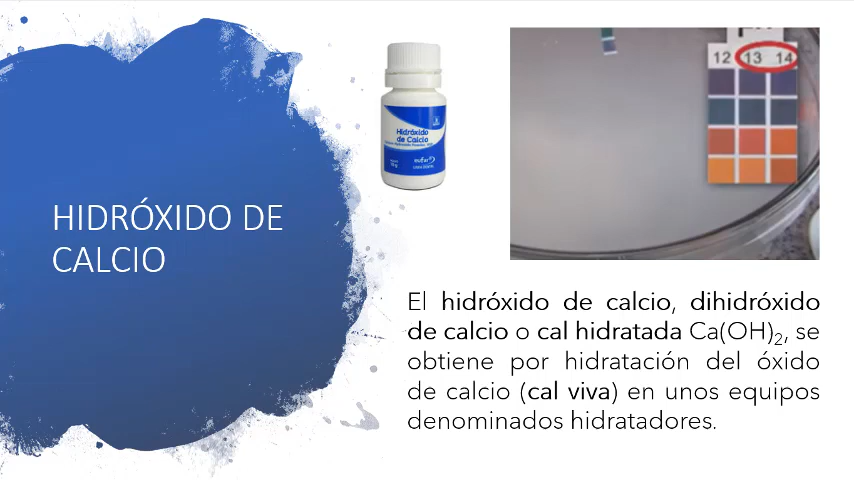 HIDRÓXIDO DE
CALCIO
Hidróxido
de Calcio
12 13 14
El hidróxido de calcio, dihidróxido
de calcio o cal hidratada Ca(OH)₂, se
obtiene por hidratación del óxido
de calcio (cal viva) en unos equipos
denominados hidratadores.